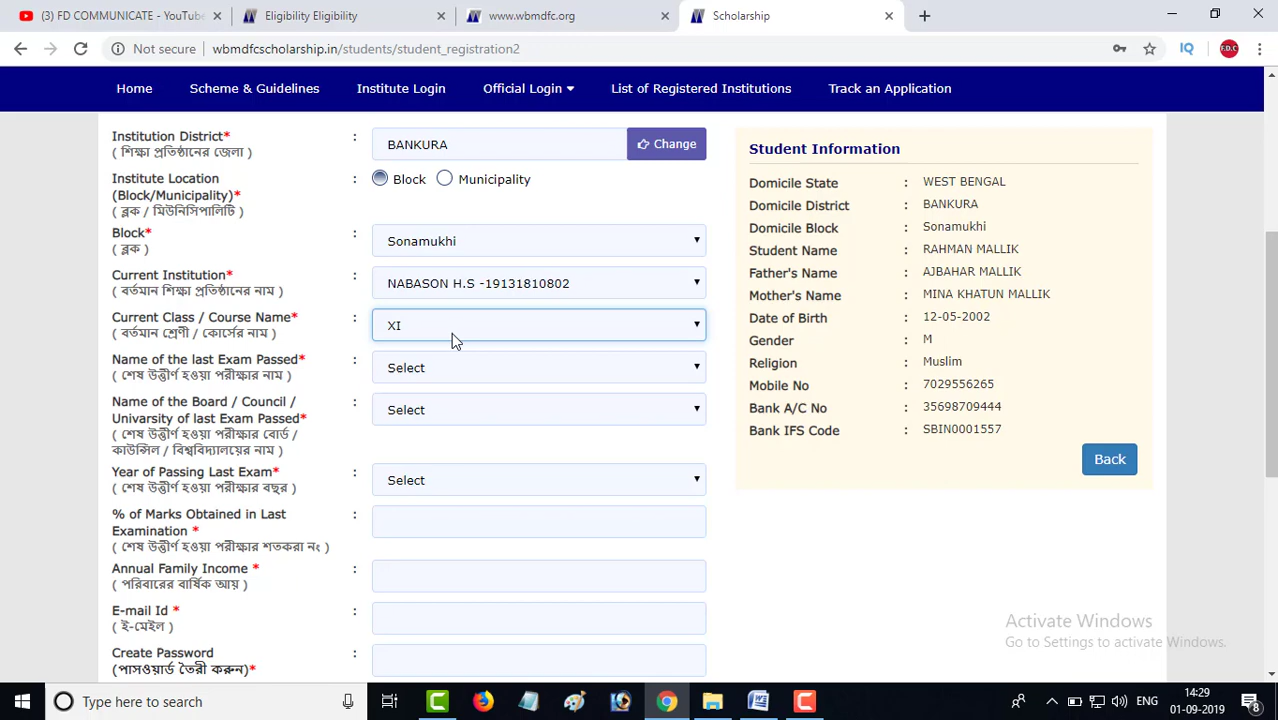 (3) FD COMMUNICATE - YouTube
Eligibility Eligibility
www.wbmdfc.org
Scholarship
Not secure
wbmdfcscholarship.in/students/student_registration2
Home
Scheme & Guidelines
Institute Login
Official Login
List of Registered Institutions
Track an Application
Institution District* : BANKURA Change
( শিক্ষা প্রতিষ্ঠানের জেলা )
Institute Location : Block Municipality
(Block/Municipality)*
( ব্লক / মিউনিসিপালিটি )
Block* : Sonamukhi
( ব্লক )
Current Institution* : NABASON H.S -19131810802
( বর্তমান শিক্ষা প্রতিষ্ঠানের নাম )
Current Class / Course Name* : XI
( বর্তমান শ্রেণী / কোর্সের নাম )
Name of the last Exam Passed* : Select
( শেষ উত্তীর্ণ হওয়া পরীক্ষার নাম )
Name of the Board / Council / : Select
Univarsity of last Exam Passed*
( শেষ উত্তীর্ণ হওয়া পরীক্ষার বোর্ড /
কাউন্সিল / বিশ্ববিদ্যালয়ের নাম )
Year of Passing Last Exam* : Select
( শেষ উত্তীর্ণ হওয়া পরীক্ষার বছর )
% of Marks Obtained in Last :
Examination *
( শেষ উত্তীর্ণ হওয়া পরীক্ষার শতকরা নং )
Annual Family Income * :
( পরিবারের বার্ষিক আয় )
E-mail Id * :
( ই-মেইল )
Create Password :
(পাসওয়ার্ড তৈরী করুন)*
Student Information
Domicile State : WEST BENGAL
Domicile District : BANKURA
Domicile Block : Sonamukhi
Student Name : RAHMAN MALLIK
Father's Name : AJBAHAR MALLIK
Mother's Name : MINA KHATUN MALLIK
Date of Birth : 12-05-2002
Gender : M
Religion : Muslim
Mobile No : 7029556265
Bank A/C No : 35698709444
Bank IFS Code : SBIN0001557
Back
Activate Windows
Go to Settings to activate Windows.
Type here to search
ENG
14:29
01-09-2019
8